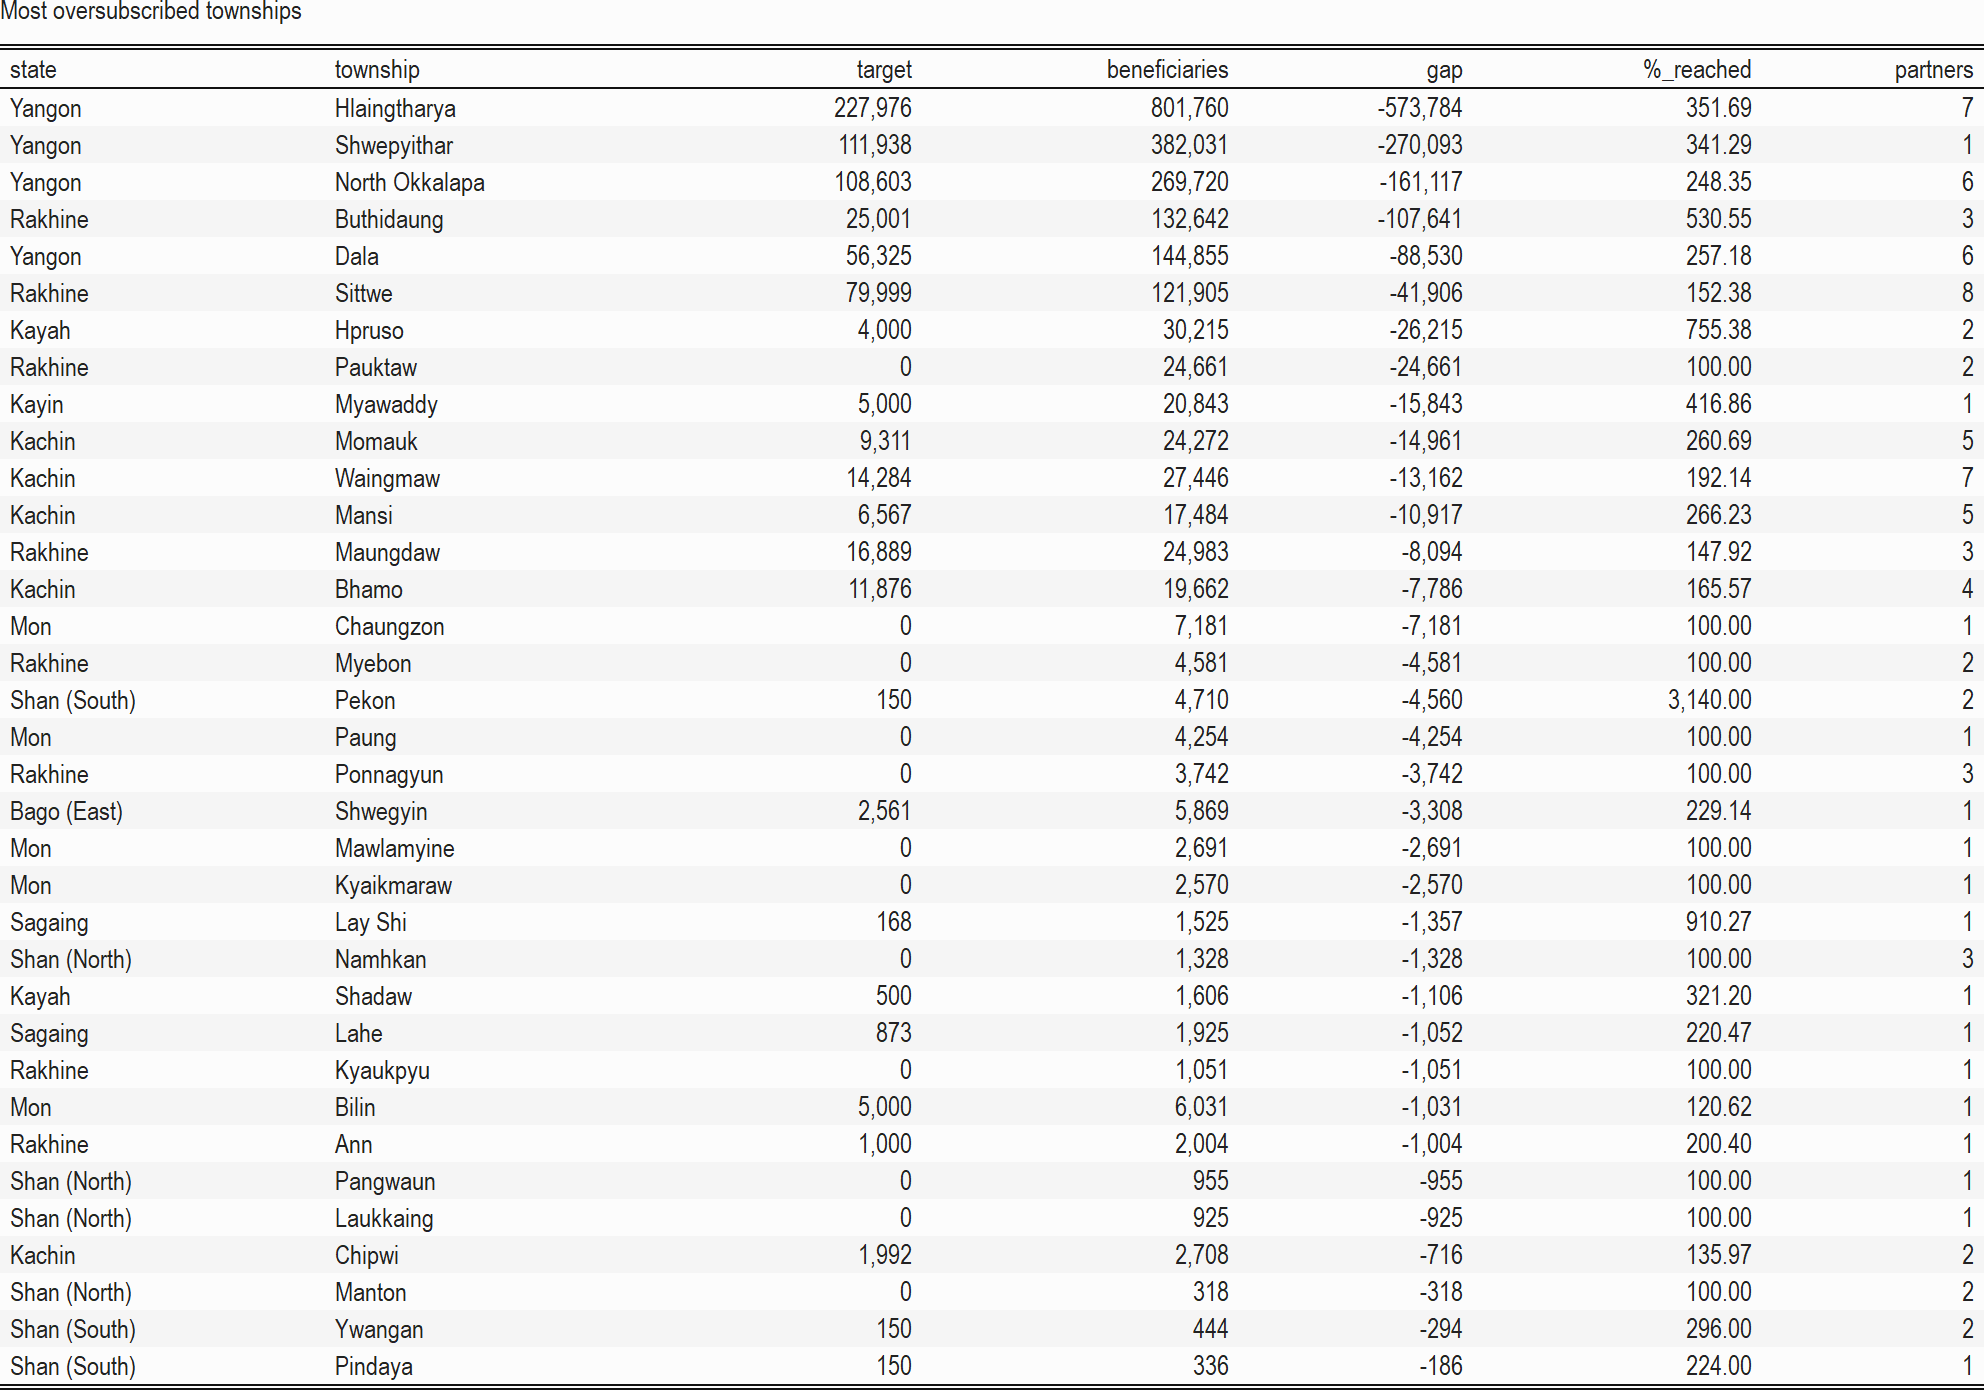 Most oversubscribed townships
state township target beneficiaries gap %_reached partners
Yangon Hlaingtharya 227,976 801,760 -573,784 351.69 7
Yangon Shwepyithar 111,938 382,031 -270,093 341.29 1
Yangon North Okkalapa 108,603 269,720 -161,117 248.35 6
Rakhine Buthidaung 25,001 132,642 -107,641 530.55 3
Yangon Dala 56,325 144,855 -88,530 257.18 6
Rakhine Sittwe 79,999 121,905 -41,906 152.38 8
Kayah Hpruso 4,000 30,215 -26,215 755.38 2
Rakhine Pauktaw 0 24,661 -24,661 100.00 2
Kayin Myawaddy 5,000 20,843 -15,843 416.86 1
Kachin Momauk 9,311 24,272 -14,961 260.69 5
Kachin Waingmaw 14,284 27,446 -13,162 192.14 7
Kachin Mansi 6,567 17,484 -10,917 266.23 5
Rakhine Maungdaw 16,889 24,983 -8,094 147.92 3
Kachin Bhamo 11,876 19,662 -7,786 165.57 4
Mon Chaungzon 0 7,181 -7,181 100.00 1
Rakhine Myebon 0 4,581 -4,581 100.00 2
Shan (South) Pekon 150 4,710 -4,560 3,140.00 2
Mon Paung 0 4,254 -4,254 100.00 1
Rakhine Ponnagyun 0 3,742 -3,742 100.00 3
Bago (East) Shwegyin 2,561 5,869 -3,308 229.14 1
Mon Mawlamyine 0 2,691 -2,691 100.00 1
Mon Kyaikmaraw 0 2,570 -2,570 100.00 1
Sagaing Lay Shi 168 1,525 -1,357 910.27 1
Shan (North) Namhkan 0 1,328 -1,328 100.00 3
Kayah Shadaw 500 1,606 -1,106 321.20 1
Sagaing Lahe 873 1,925 -1,052 220.47 1
Rakhine Kyaukpyu 0 1,051 -1,051 100.00 1
Mon Bilin 5,000 6,031 -1,031 120.62 1
Rakhine Ann 1,000 2,004 -1,004 200.40 1
Shan (North) Pangwaun 0 955 -955 100.00 1
Shan (North) Laukkaing 0 925 -925 100.00 1
Kachin Chipwi 1,992 2,708 -716 135.97 2
Shan (North) Manton 0 318 -318 100.00 2
Shan (South) Ywangan 150 444 -294 296.00 2
Shan (South) Pindaya 150 336 -186 224.00 1